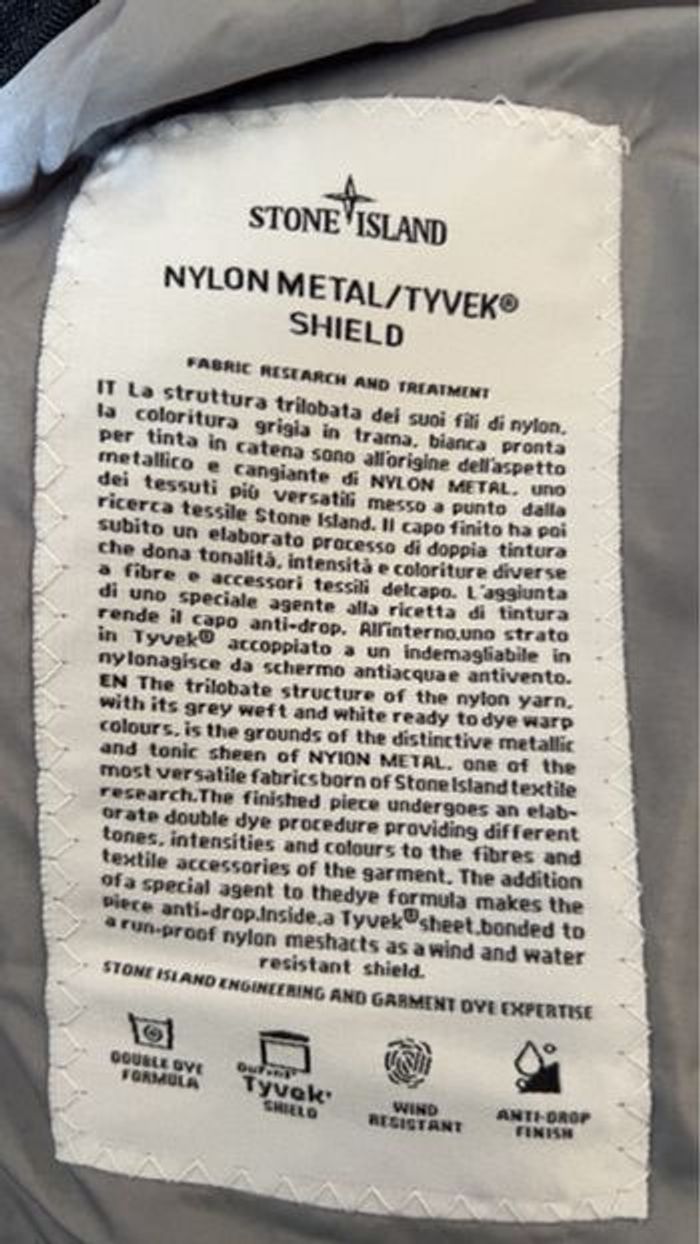 STONE ISLAND
NYLON METAL/TYVEK®
SHIELD
FABRIC RESEARCH AND TREATMENT
IT La struttura trilobata dei suoi fili di nylon,
la coloritura grigia in trama, bianca pronta
per tinta in catena sono all'origine dell'aspetto
metallico e cangiante di NYLON METAL, uno
dei tessuti più versatili messo a punto dalla
ricerca tessile Stone Island. Il capo finito ha poi
subito un elaborato processo di doppia tintura
che dona tonalità, intensità e coloriture diverse
a fibre e accessori tessili delcapo. L'aggiunta
di uno speciale agente alla ricetta di tintura
rende il capo anti-drop. All'interno,uno strato
in Tyvek® accoppiato a un indemagliabile in
nylonagisce da schermo antiacquae antivento.
EN The trilobate structure of the nylon yarn,
with its grey weft and white ready to dye warp
colours, is the grounds of the distinctive metallic
and tonic sheen of NYlON METAL, one of the
most versatile fabrics born of Stone Island textile
research.The finished piece undergoes an elab-
orate double dye procedure providing different
tones, intensities and colours to the fibres and
textile accessories of the garment. The addition
ofa special agent to thedye formula makes the
piece anti-drop.Inside,a Tyvek®sheet,bonded to
a run-proof nylon meshacts as a wind and water
resistant shield.
STONE ISLAND ENGINEERING AND GARMENT DYE EXPERTISE
DOUBLE DYE
FORMULA
DuPont™
Tyvek®
SHIELD
WIND
RESISTANT
ANTI-DROP
FINISH